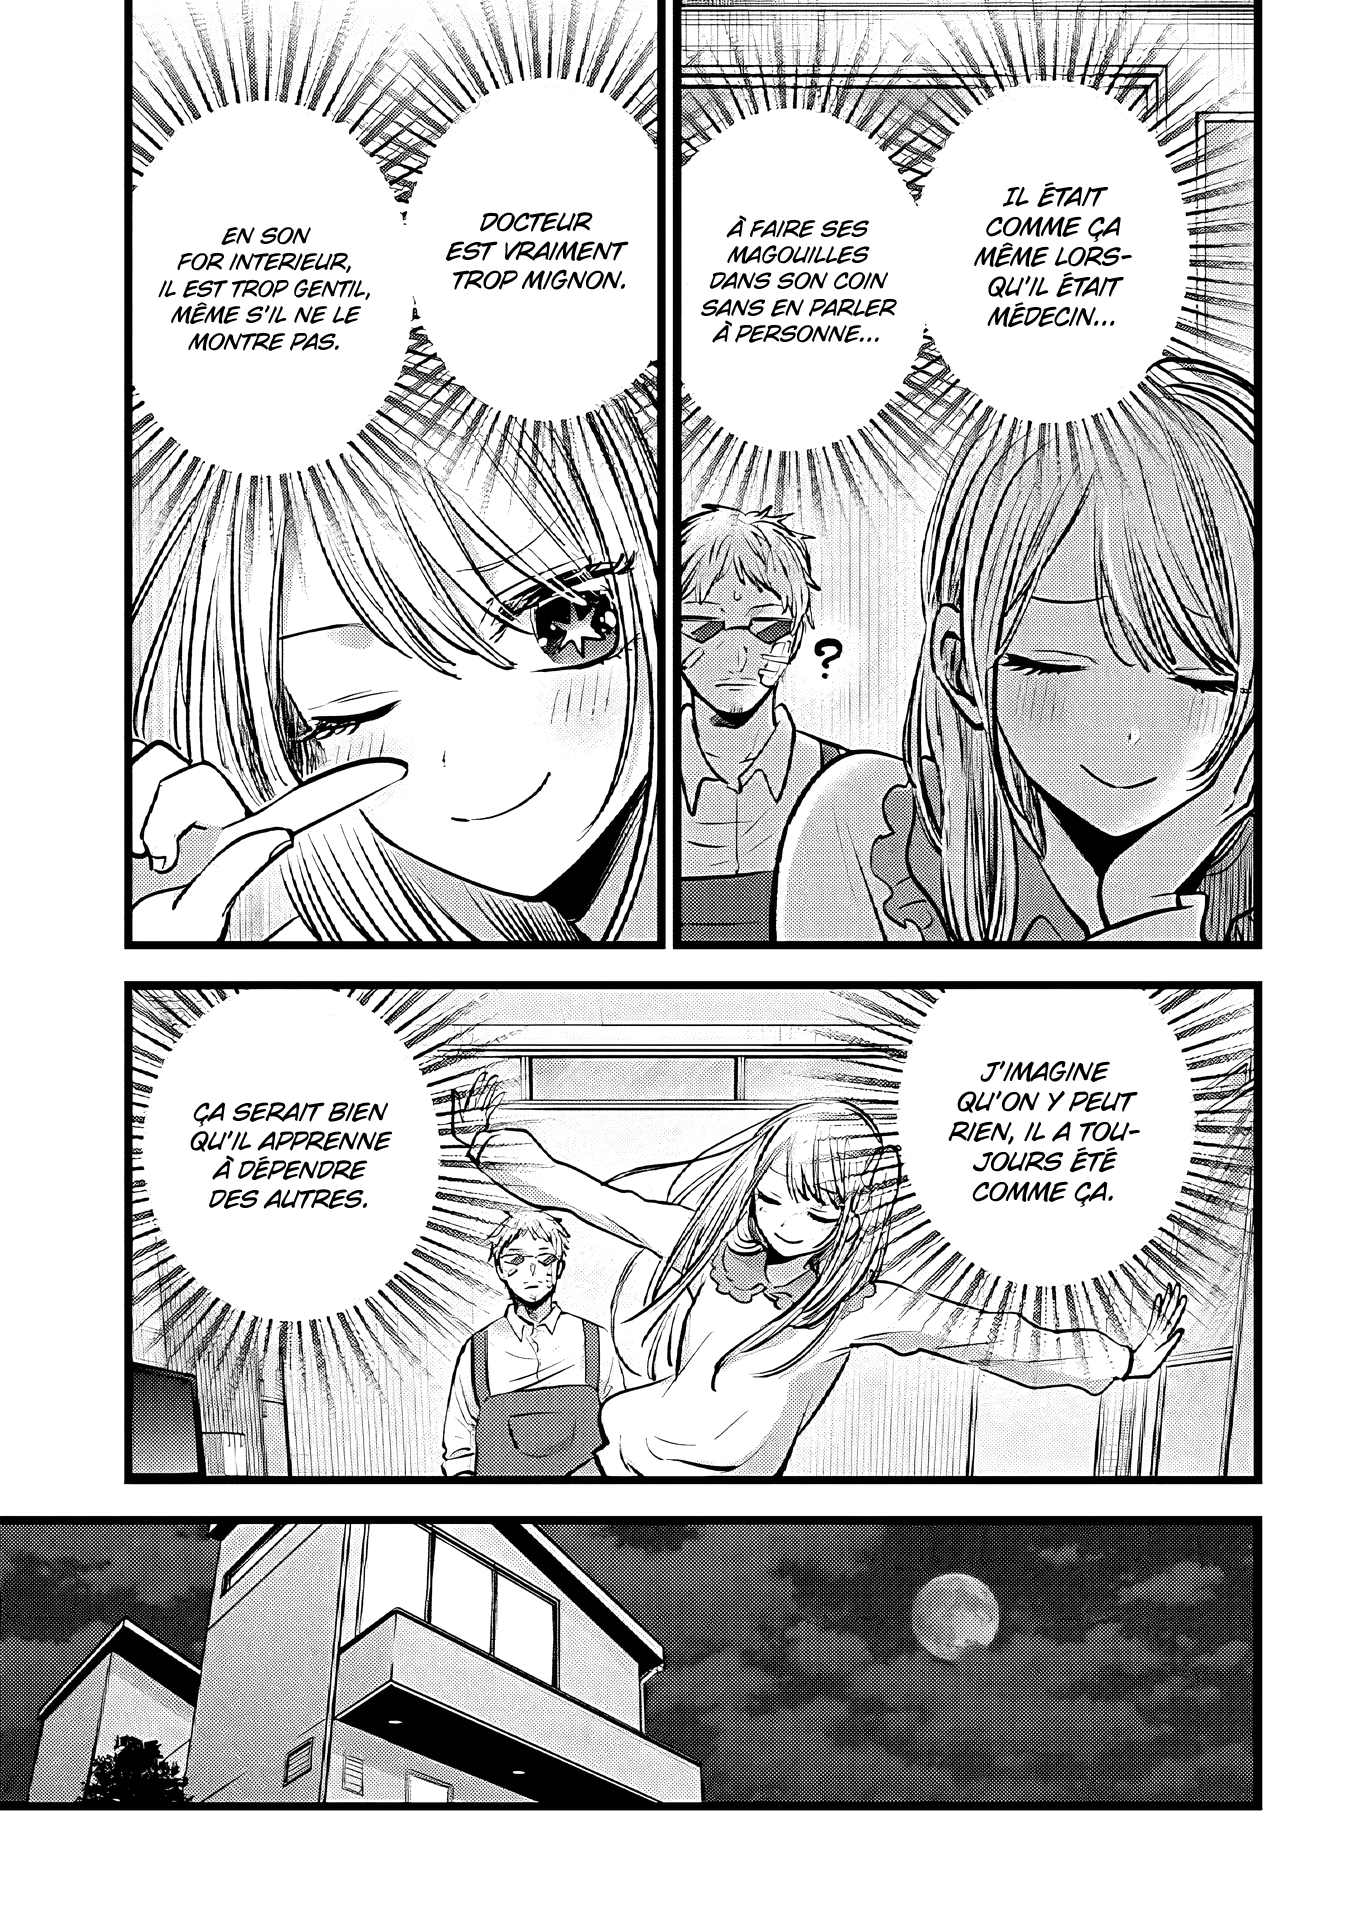 IL ÉTAIT
COMME ÇA
MÊME LORS-
QU'IL ÉTAIT
MÉDECIN...
À FAIRE SES
MAGOUILLES
DANS SON COIN
SANS EN PARLER
À PERSONNE...
?
DOCTEUR
EST VRAIMENT
TROP MIGNON.
EN SON
FOR INTERIEUR,
IL EST TROP GENTIL,
MÊME S'IL NE LE
MONTRE PAS.
J'IMAGINE
QU'ON Y PEUT
RIEN, IL A TOU-
JOURS ÉTÉ
COMME ÇA.
ÇA SERAIT BIEN
QU'IL APPRENNE
À DÉPENDRE
DES AUTRES.